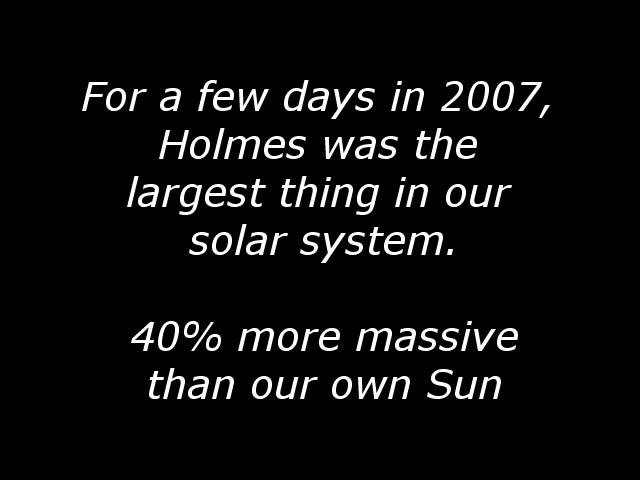 For a few days in 2007,
Holmes was the
largest thing in our
solar system.
40% more massive
than our own Sun